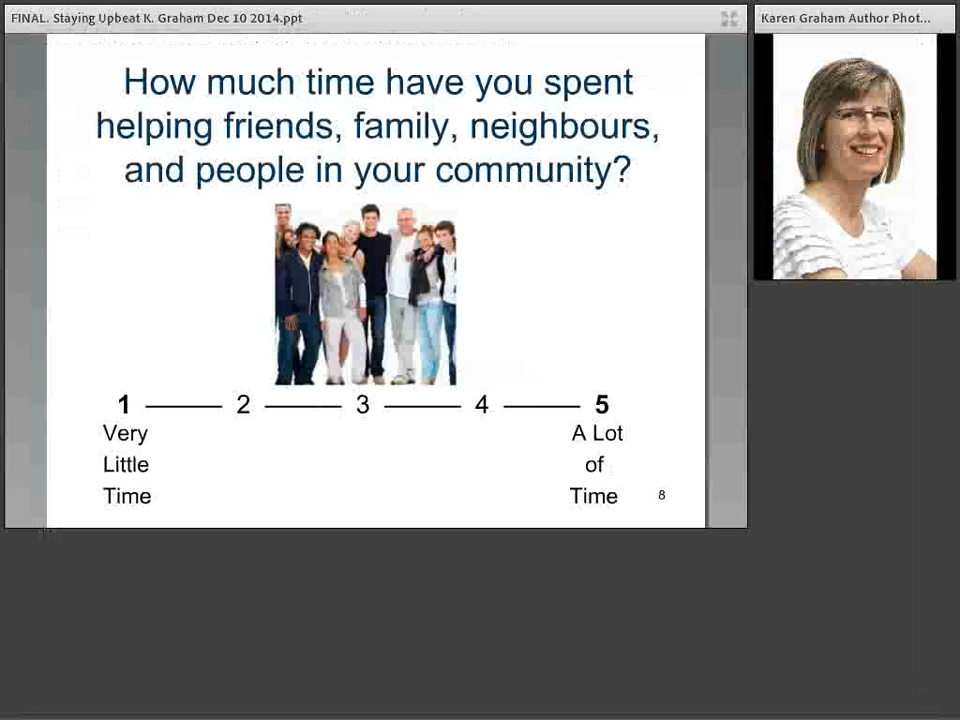 FINAL. Staying Upbeat K. Graham Dec 10 2014.ppt
Karen Graham Author Phot...
How much time have you spent
helping friends, family, neighbours,
and people in your community?
1 2 3 4 5
Very A Lot
Little of
Time Time 8